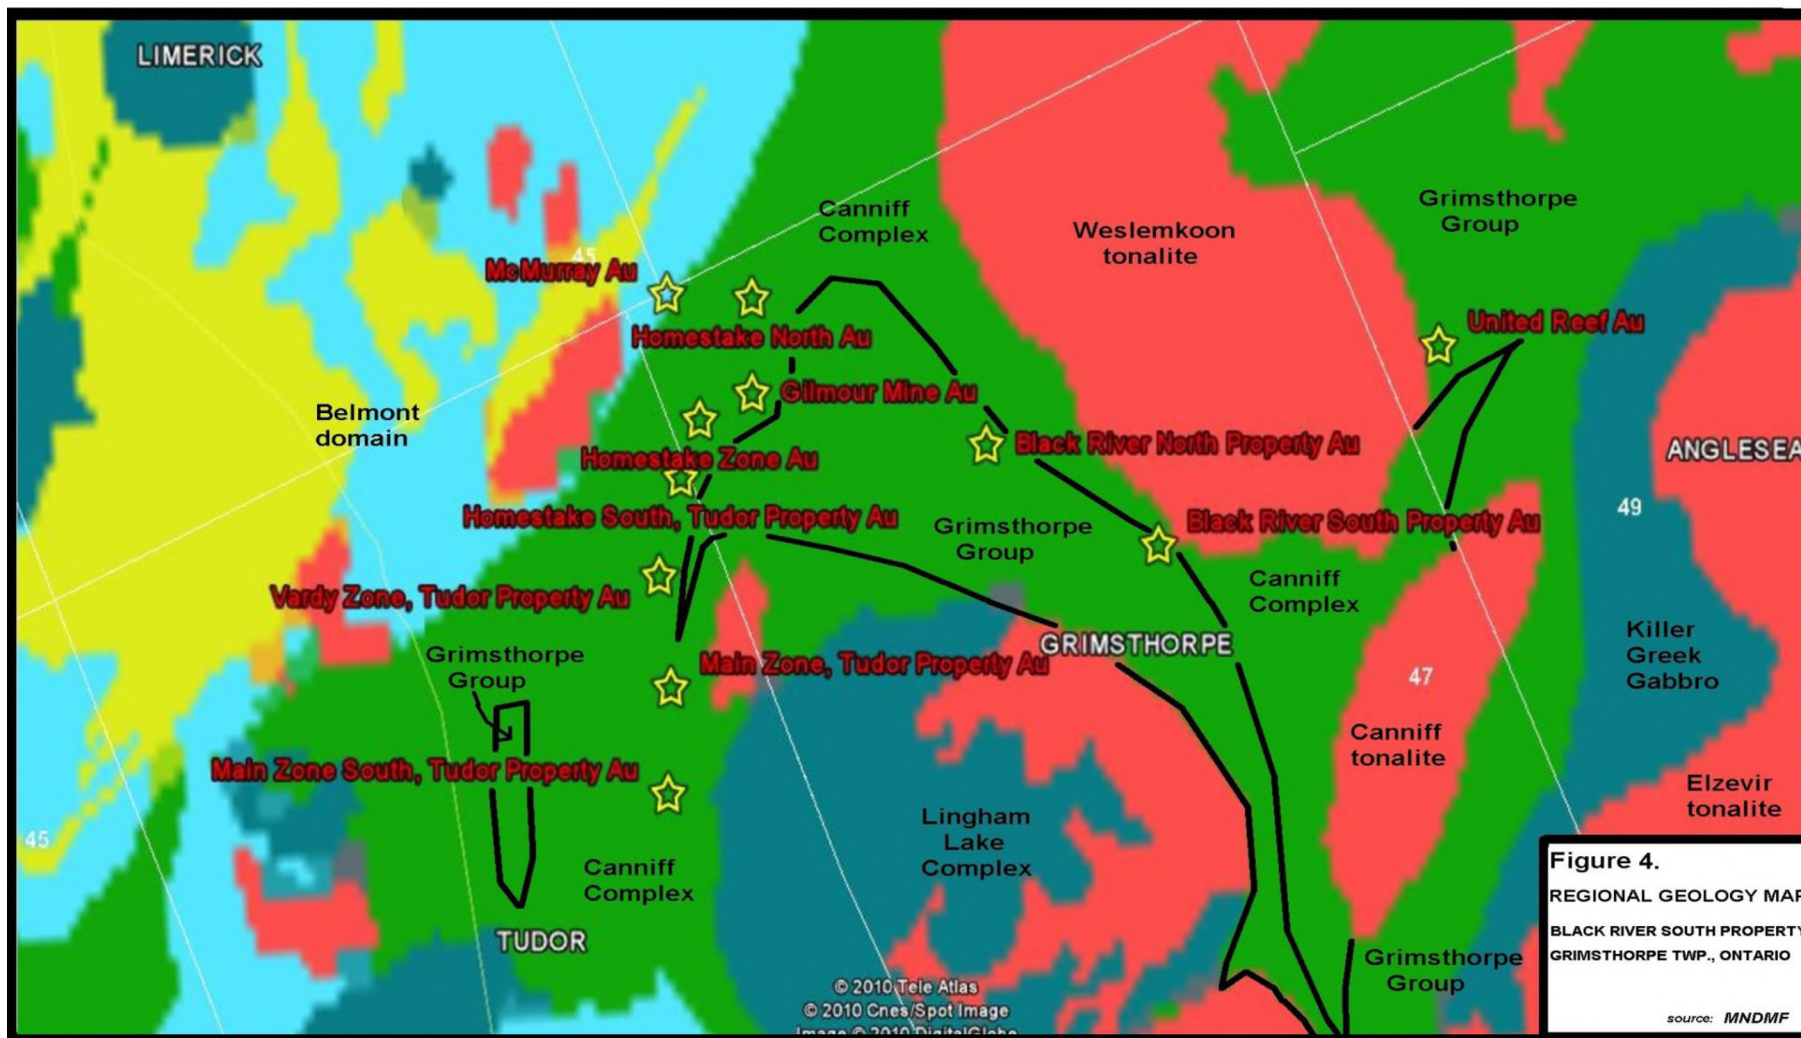 LIMERICK
Canniff
Complex
Grimsthorpe
Group
Weslemkoon
tonalite
45
McMurray Au
Homestake North Au
United Reef Au
Gilmour Mine Au
Belmont
domain
Black River North Property Au
ANGLESEA
Homestake Zone Au
49
Homestake South, Tudor Property Au
Grimsthorpe
Group
Black River South Property Au
Vardy Zone, Tudor Property Au
Canniff
Complex
Killer
Greek
Gabbro
GRIMSTHORPE
Grimsthorpe
Group
Main Zone, Tudor Property Au
47
Canniff
tonalite
Main Zone South, Tudor Property Au
Elzevir
tonalite
45
Lingham
Lake
Complex
Canniff
Complex
TUDOR
Grimsthorpe
Group
© 2010 Tele Atlas
© 2010 Cnes/Spot Image
Image © 2010 DigitalGlobe
Figure 4.
REGIONAL GEOLOGY MAP
BLACK RIVER SOUTH PROPERTY
GRIMSTHORPE TWP., ONTARIO
source: MNDMF